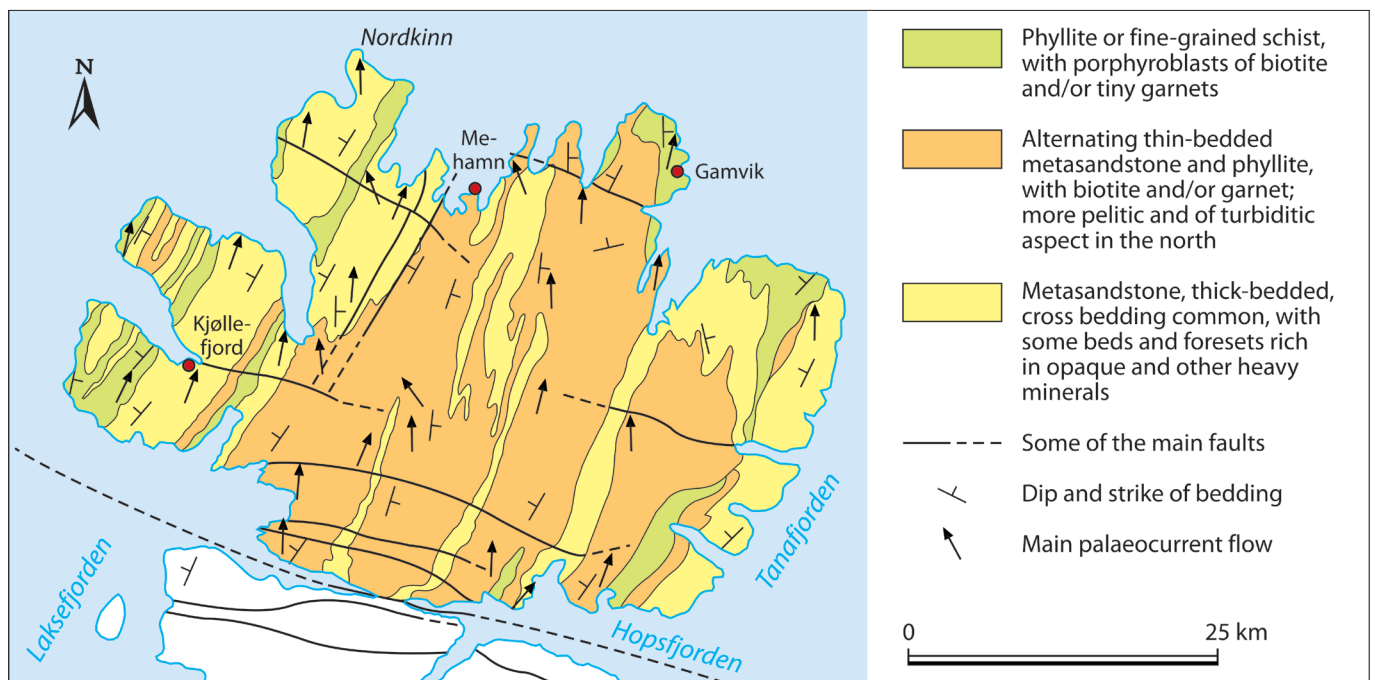 Nordkinn
N
Me-
hamn
Gamvik
Kjølle-
fjord
Laksefjorden
Tanafjorden
Hopsfjorden
Phyllite or fine-grained schist,
with porphyroblasts of biotite
and/or tiny garnets
Alternating thin-bedded
metasandstone and phyllite,
with biotite and/or garnet;
more pelitic and of turbiditic
aspect in the north
Metasandstone, thick-bedded,
cross bedding common, with
some beds and foresets rich
in opaque and other heavy
minerals
Some of the main faults
Dip and strike of bedding
Main palaeocurrent flow
0 25 km